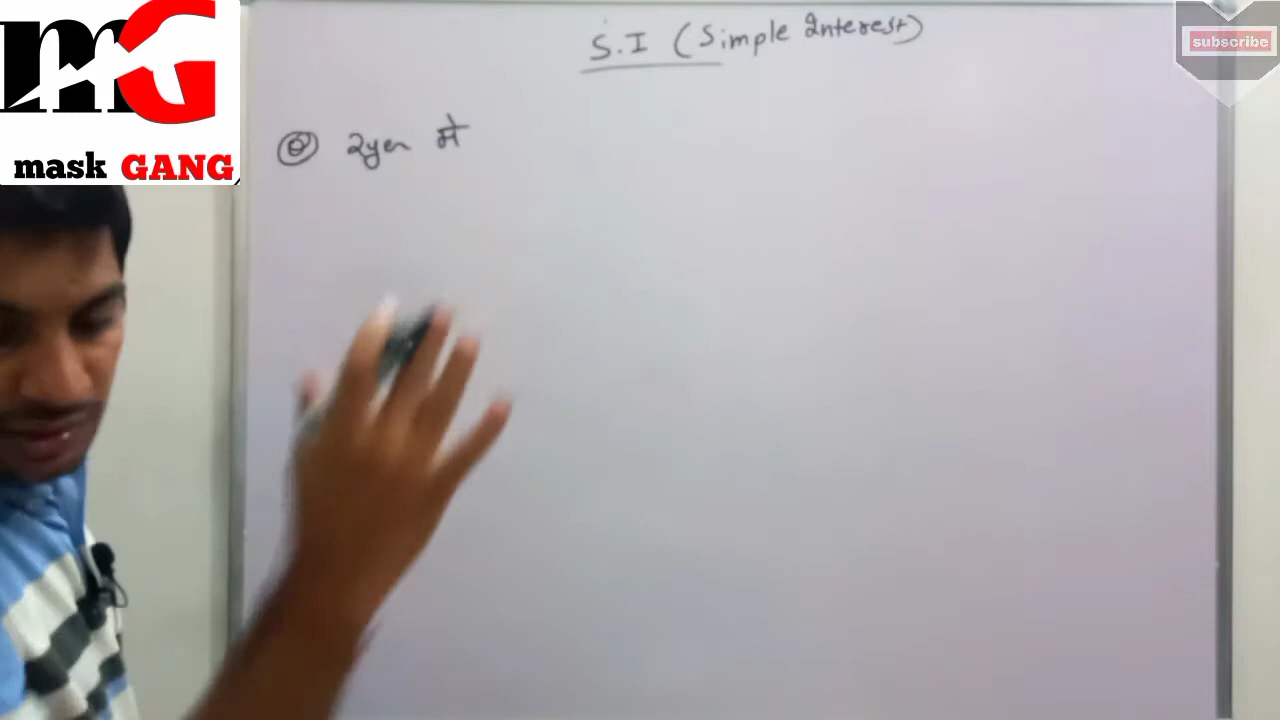 mG
mask GANG,
subscribe
S.I (Simple Interest)
Q 2yer में